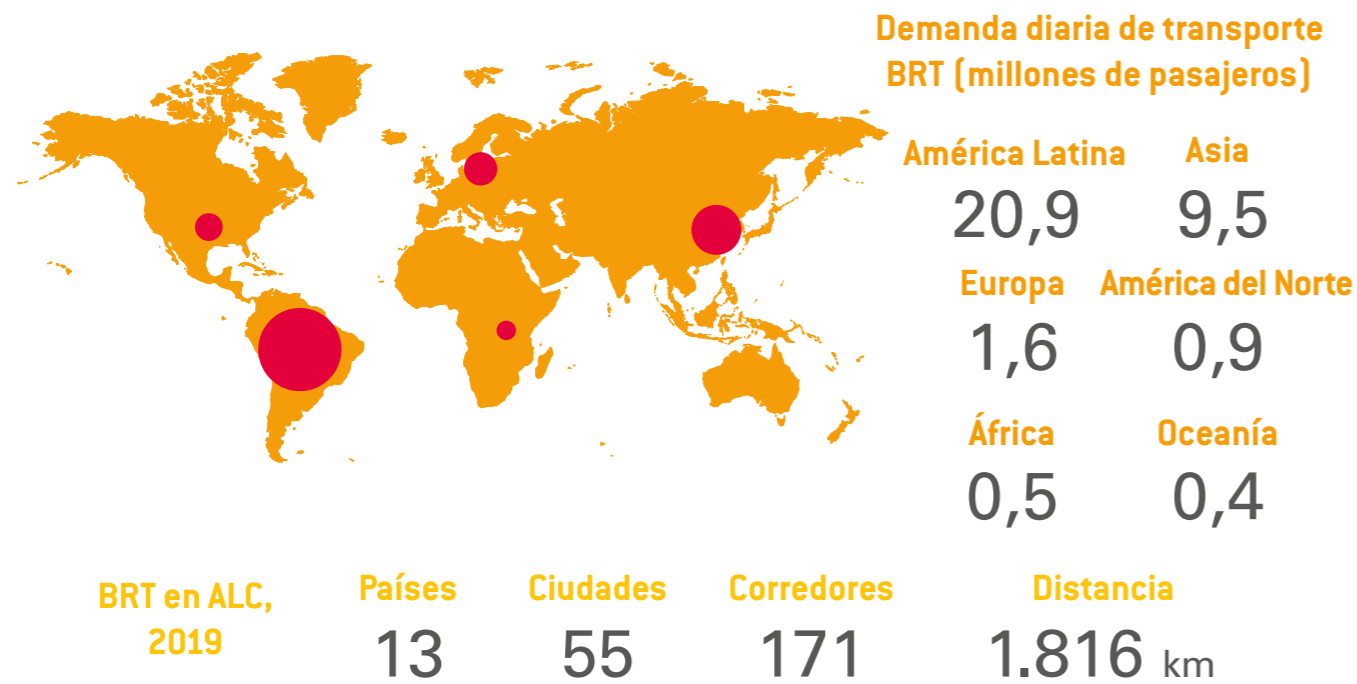 Demanda diaria de transporte
BRT (millones de pasajeros)
América Latina
20,9
Asia
9,5
Europa
1,6
América del Norte
0,9
África
0,5
Oceanía
0,4
BRT en ALC,
2019
Países
13
Ciudades
55
Corredores
171
Distancia
1.816 km